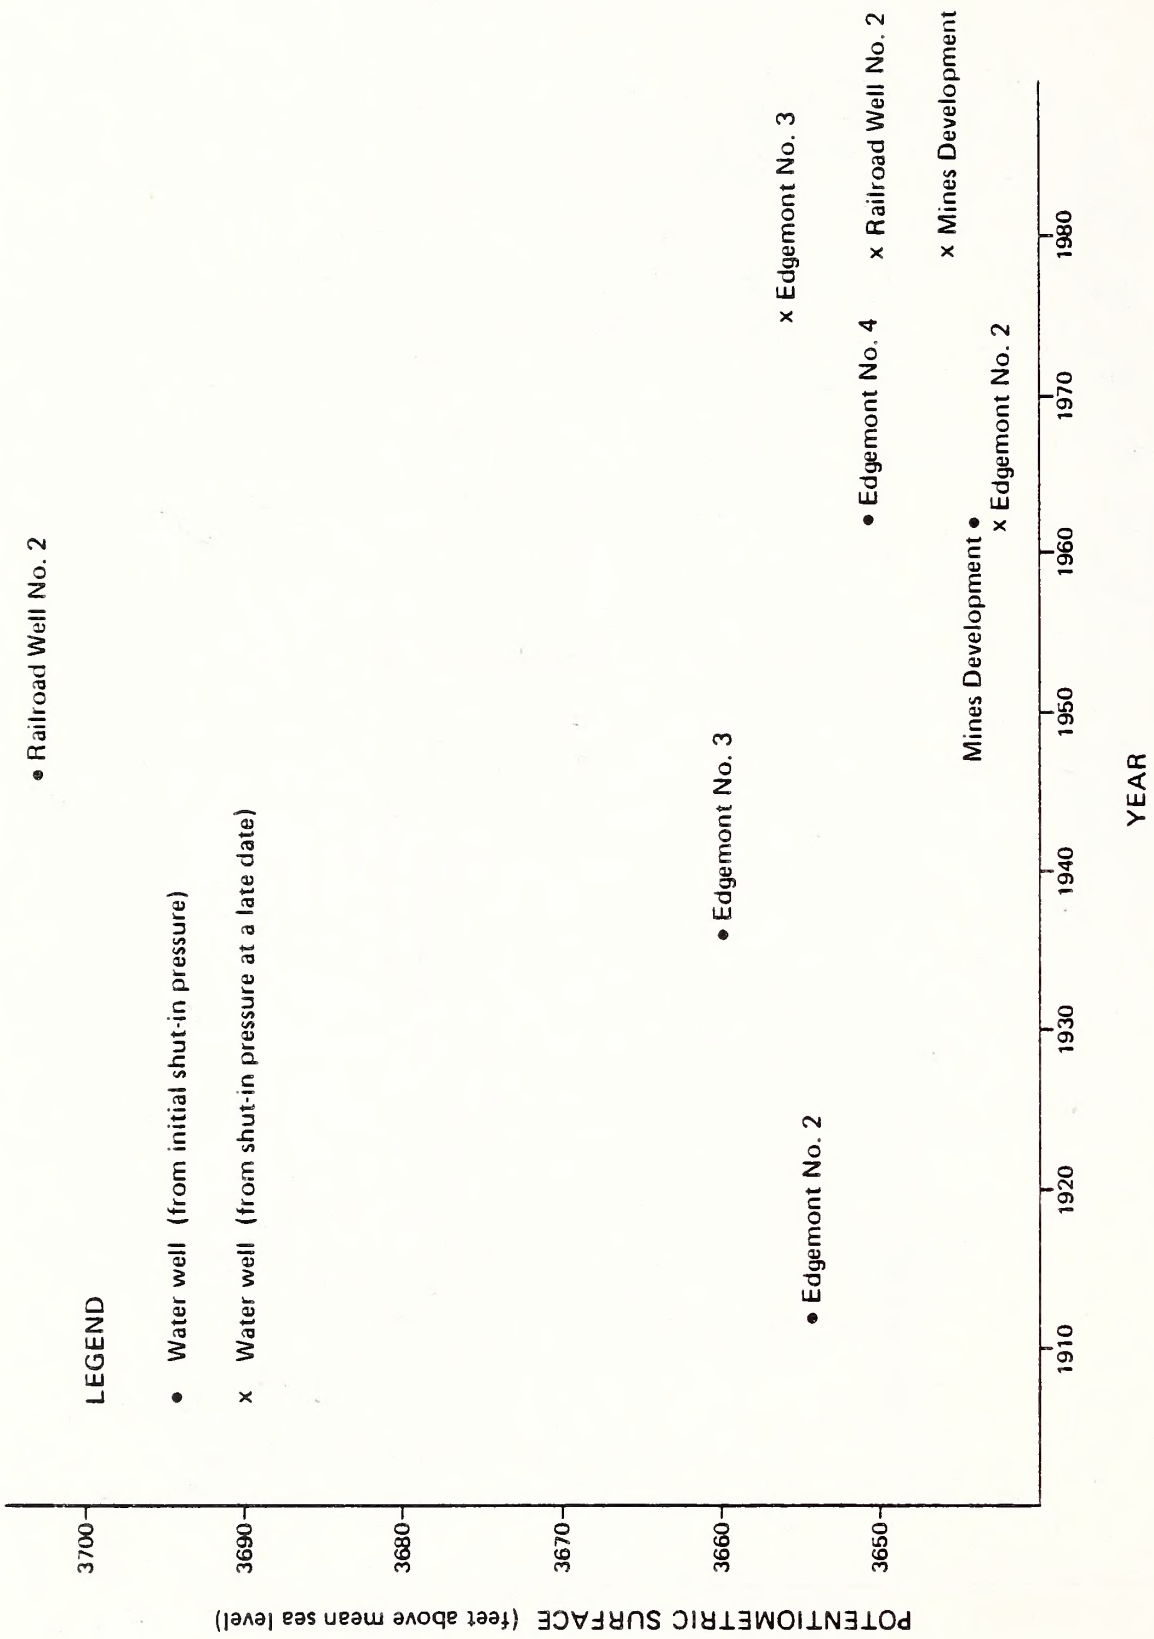 LEGEND
• Water well (from initial shut-in pressure)
x Water well (from shut-in pressure at a late date)
POTENTIOMETRIC SURFACE (feet above mean sea level)
3700
3690
3680
3670
3660
3650
• Railroad Well No. 2
• Edgemont No. 3
• Edgemont No. 2
x Edgemont No. 3
• Edgemont No. 4
x Railroad Well No. 2
x Mines Development
Mines Development •
x Edgemont No. 2
1910
1920
1930
1940
1950
1960
1970
1980
YEAR